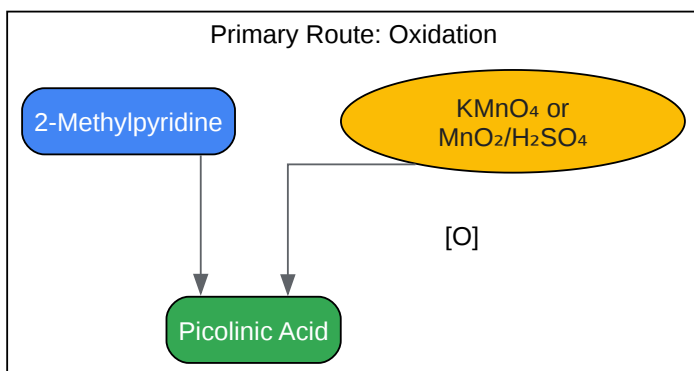 Primary Route: Oxidation
2-Methylpyridine
KMnO₄ or
MnO₂/H₂SO₄
[O]
Picolinic Acid